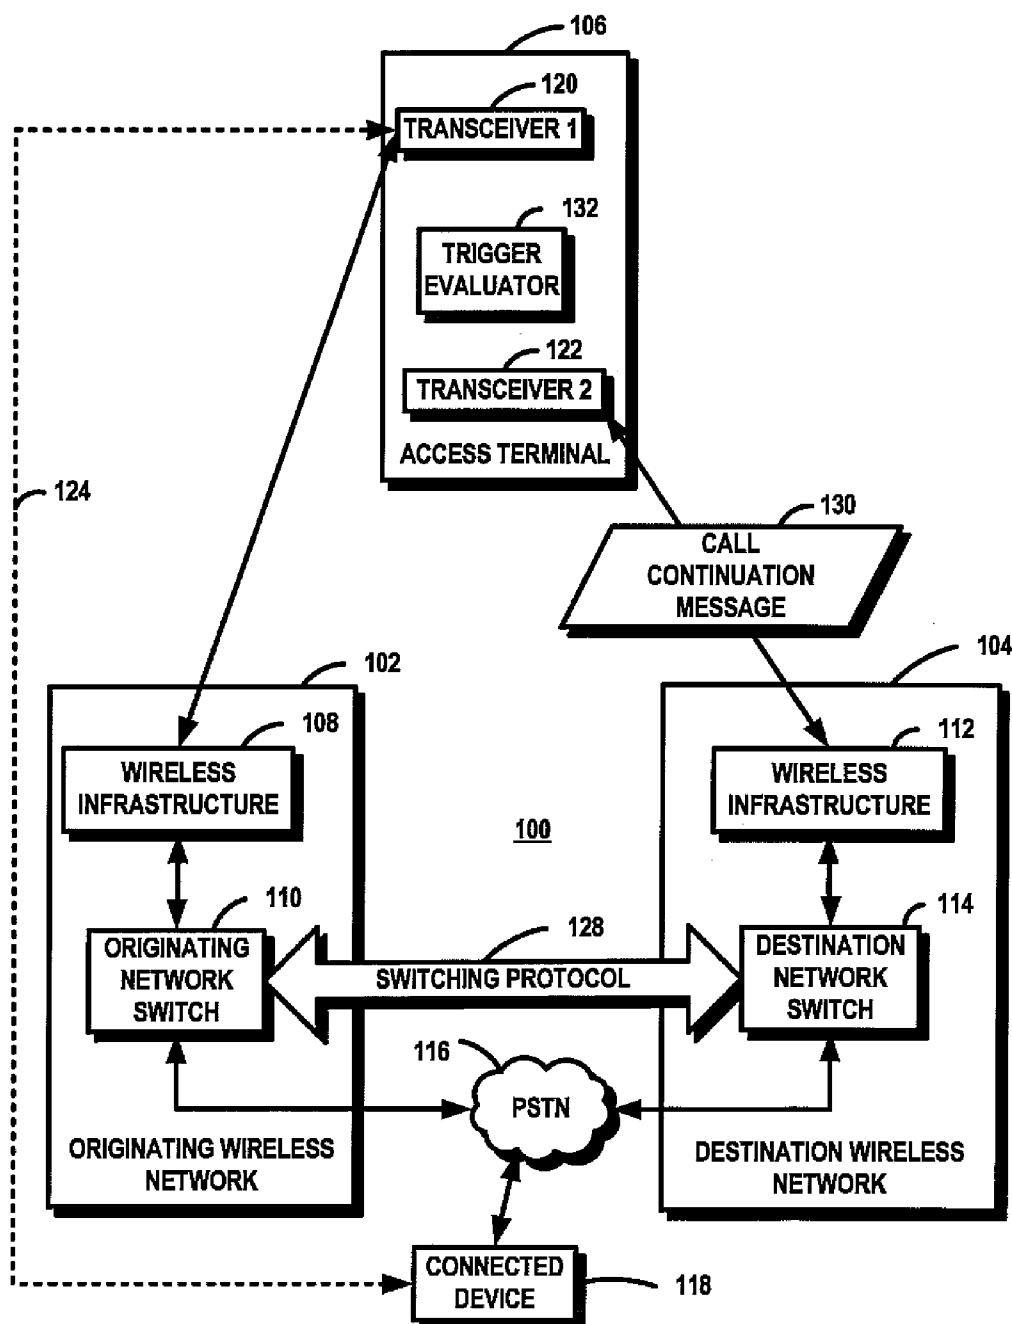 106
120
TRANSCEIVER 1
132
TRIGGER
EVALUATOR
122
TRANSCEIVER 2
ACCESS TERMINAL
124
130
CALL
CONTINUATION
MESSAGE
102
104
108
WIRELESS
INFRASTRUCTURE
112
WIRELESS
INFRASTRUCTURE
100
110
ORIGINATING
NETWORK
SWITCH
128
SWITCHING PROTOCOL
114
DESTINATION
NETWORK
SWITCH
116
PSTN
ORIGINATING WIRELESS
NETWORK
DESTINATION WIRELESS
NETWORK
CONNECTED
DEVICE
118